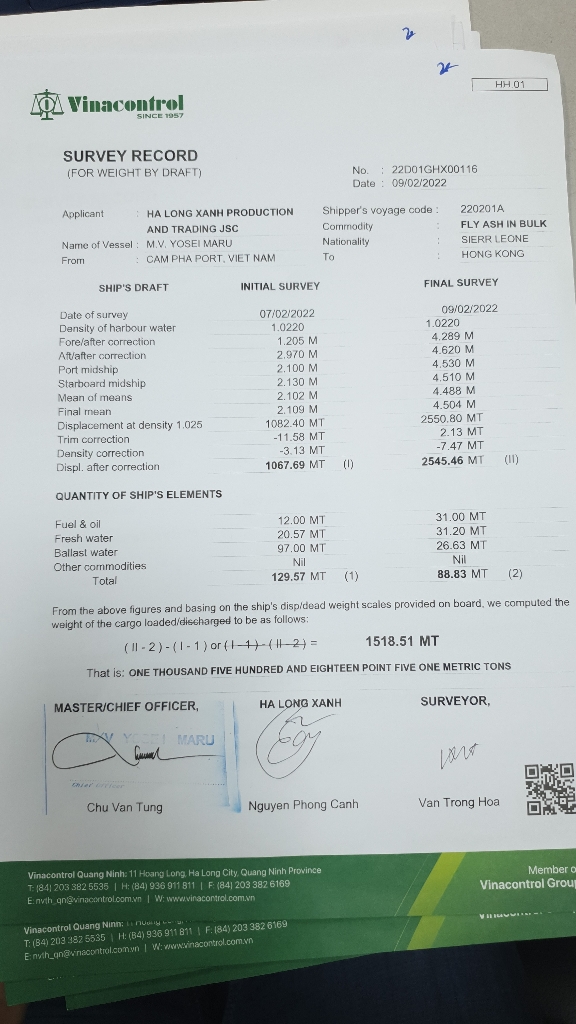 HH 01
Vinacontrol
SINCE 1957
SURVEY RECORD
(FOR WEIGHT BY DRAFT)
No. : 22D01GHX00116
Date : 09/02/2022
Applicant : HA LONG XANH PRODUCTION AND TRADING JSC
Shipper's voyage code : 220201A
Commodity : FLY ASH IN BULK
Name of Vessel : M.V. YOSEI MARU
Nationality : SIERR LEONE
From : CAM PHA PORT, VIET NAM
To : HONG KONG
SHIP'S DRAFT INITIAL SURVEY FINAL SURVEY
Date of survey 07/02/2022 09/02/2022
Density of harbour water 1.0220 1.0220
Fore/after correction 1.205 M 4.289 M
Aft/after correction 2.970 M 4.620 M
Port midship 2.100 M 4.530 M
Starboard midship 2.130 M 4.510 M
Mean of means 2.102 M 4.488 M
Final mean 2.109 M 4.504 M
Displacement at density 1.025 1082.40 MT 2550.80 MT
Trim correction -11.58 MT 2.13 MT
Density correction -3.13 MT -7.47 MT
Displ. after correction 1067.69 MT (I) 2545.46 MT (II)
QUANTITY OF SHIP'S ELEMENTS
Fuel & oil 12.00 MT 31.00 MT
Fresh water 20.57 MT 31.20 MT
Ballast water 97.00 MT 26.63 MT
Other commodities Nil Nil
Total 129.57 MT (1) 88.83 MT (2)
From the above figures and basing on the ship's disp/dead weight scales provided on board, we computed the
weight of the cargo loaded/discharged to be as follows:
(II - 2) - (I - 1) or (I - 1) - (II - 2) = 1518.51 MT
That is: ONE THOUSAND FIVE HUNDRED AND EIGHTEEN POINT FIVE ONE METRIC TONS
MASTER/CHIEF OFFICER, HA LONG XANH SURVEYOR,
M/V YOSEI MARU
CHIEF OFFICER
Chu Van Tung Nguyen Phong Canh Van Trong Hoa
Vinacontrol Quang Ninh: 11 Hoang Long, Ha Long City, Quang Ninh Province
T: (84) 203 382 5535 | H: (84) 936 911 811 | F: (84) 203 382 6169
E: nvth_qn@vinacontrol.com.vn | W: www.vinacontrol.com.vn
Member o
Vinacontrol Group
Vinacontrol Quang Ninh:
T: (84) 203 382 5535 | H: (84) 936 911 811 | F: (84) 203 382 6169
E: nvth_qn@vinacontrol.com.vn | W: www.vinacontrol.com.vn